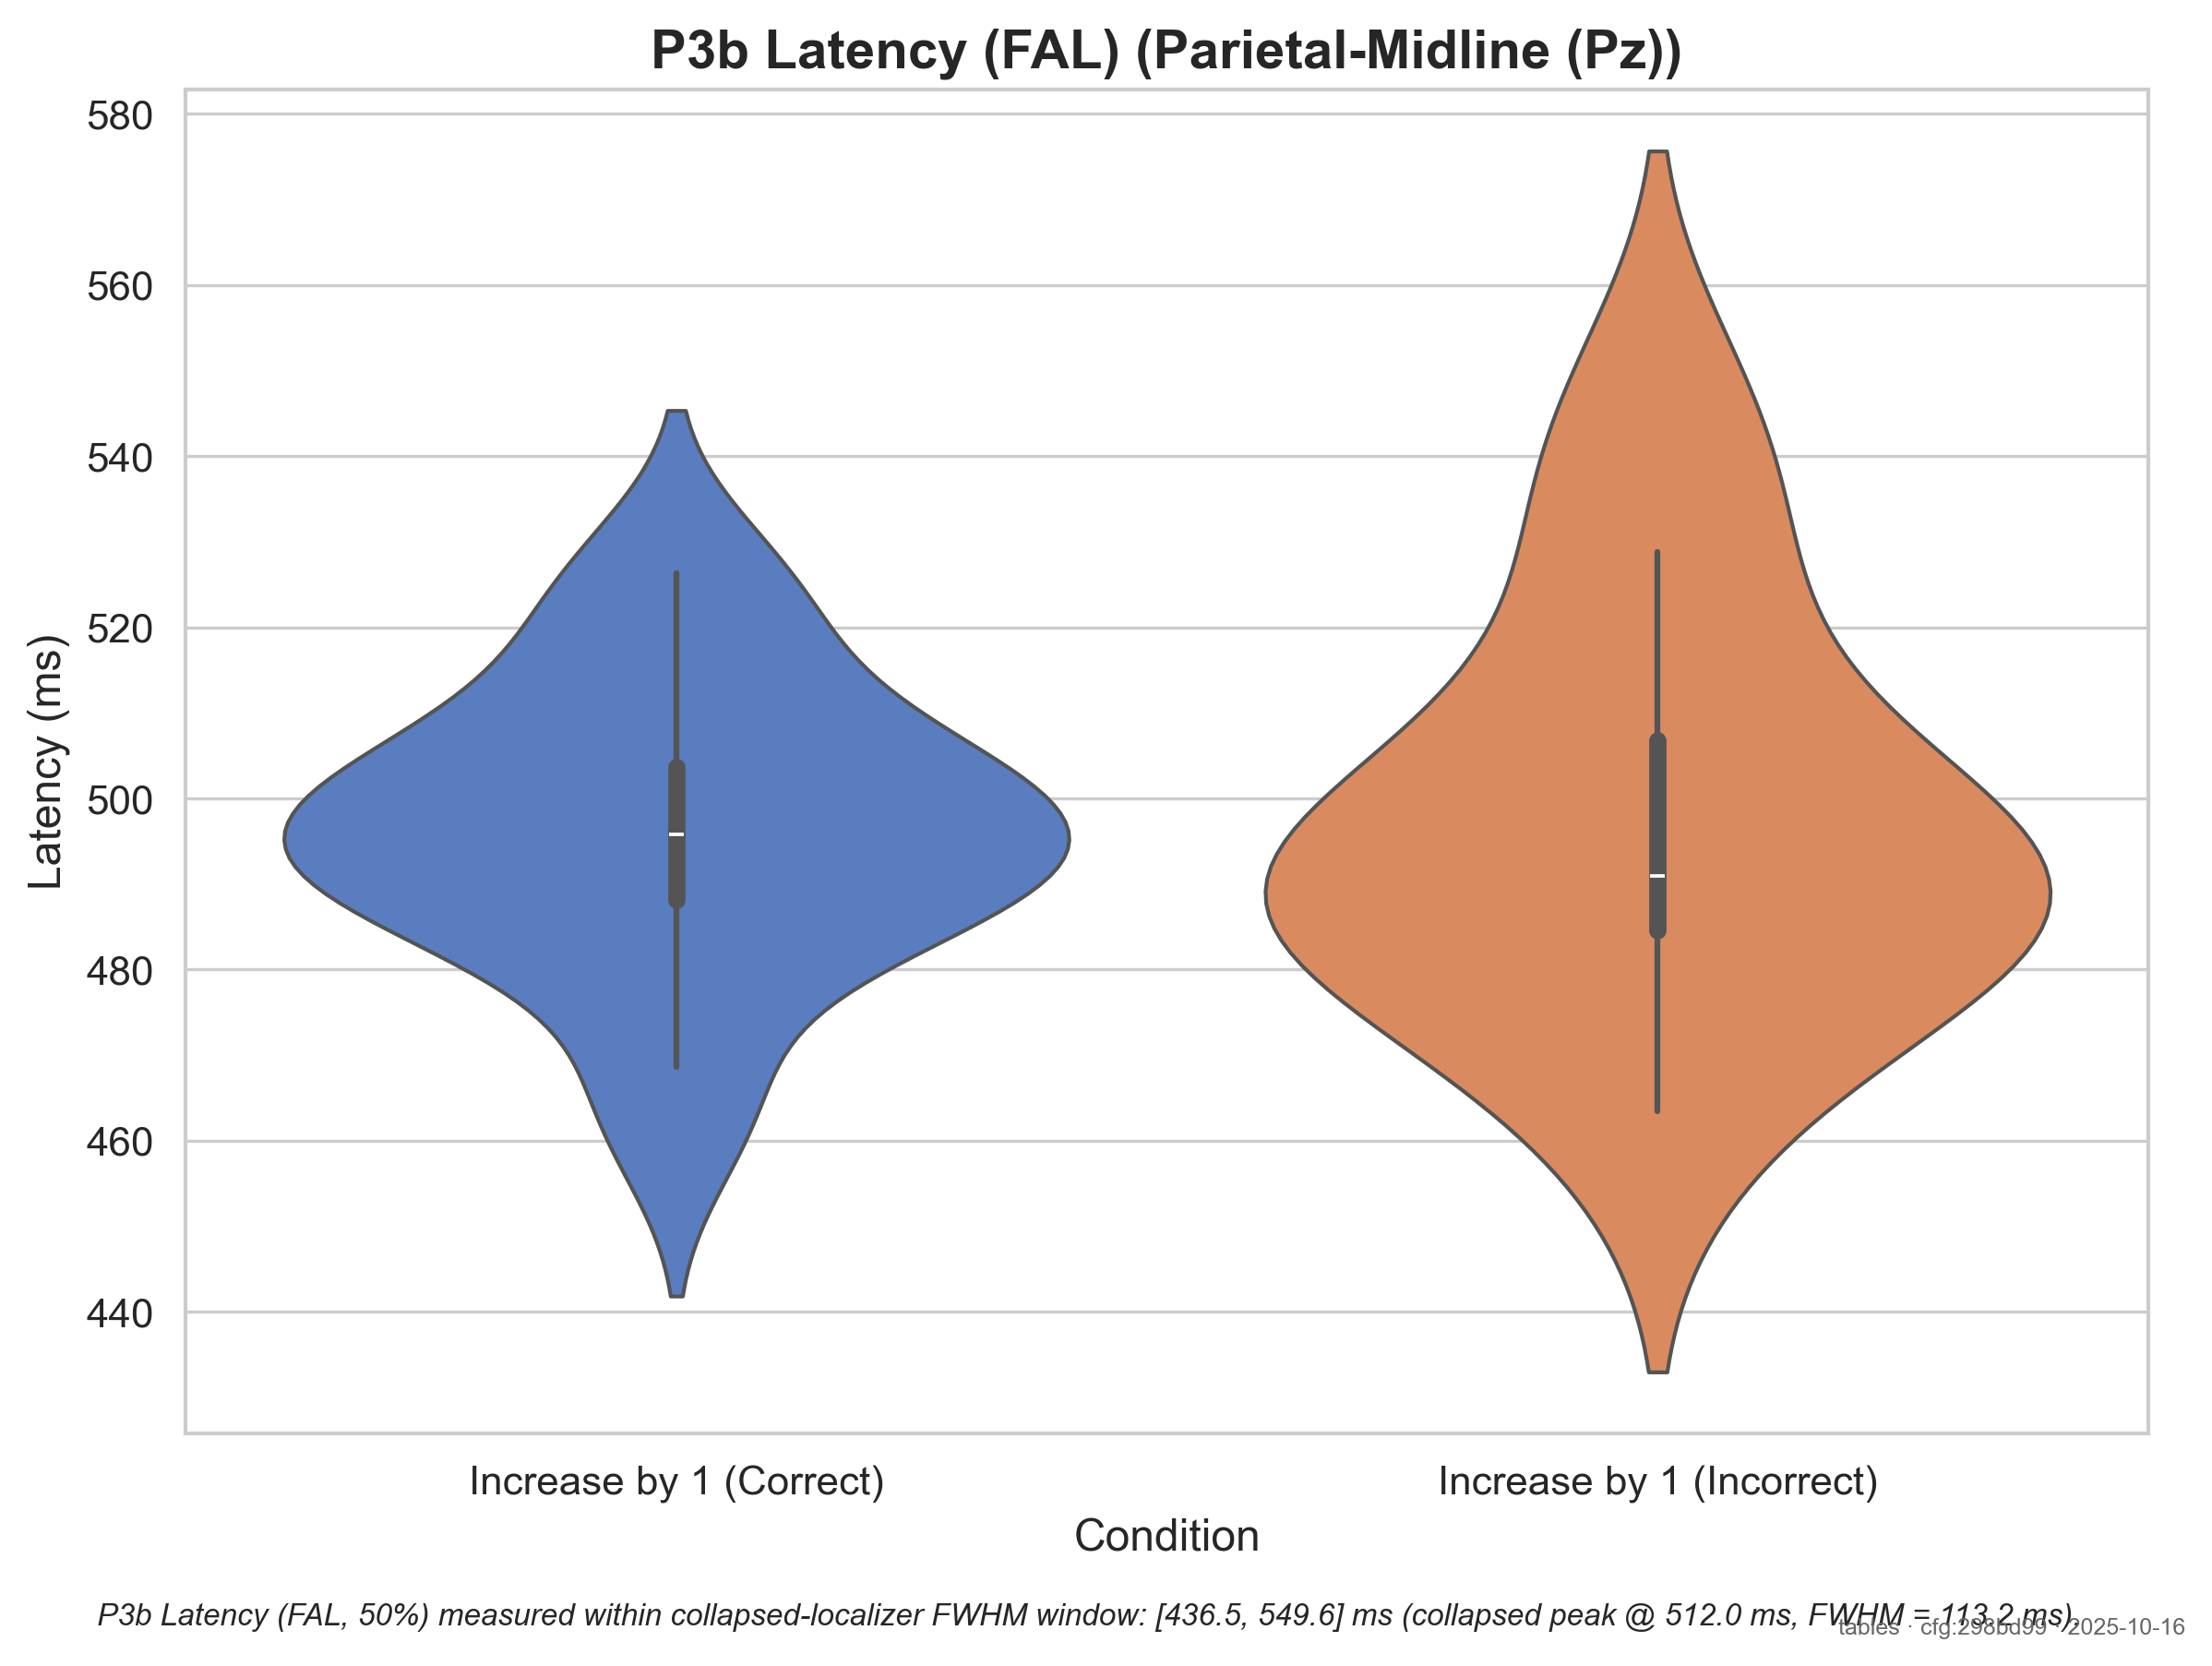 P3b Latency (FAL) (Parietal-Midline (Pz))
580
560
540
520
500
480
460
440
Latency (ms)
Increase by 1 (Correct)
Increase by 1 (Incorrect)
Condition
P3b Latency (FAL, 50%) measured within collapsed-localizer FWHM window: [436.5, 549.6] ms (collapsed peak @ 512.0 ms, FWHM = 113.2 ms).
tables · cfg:298bd99 · 2025-10-16